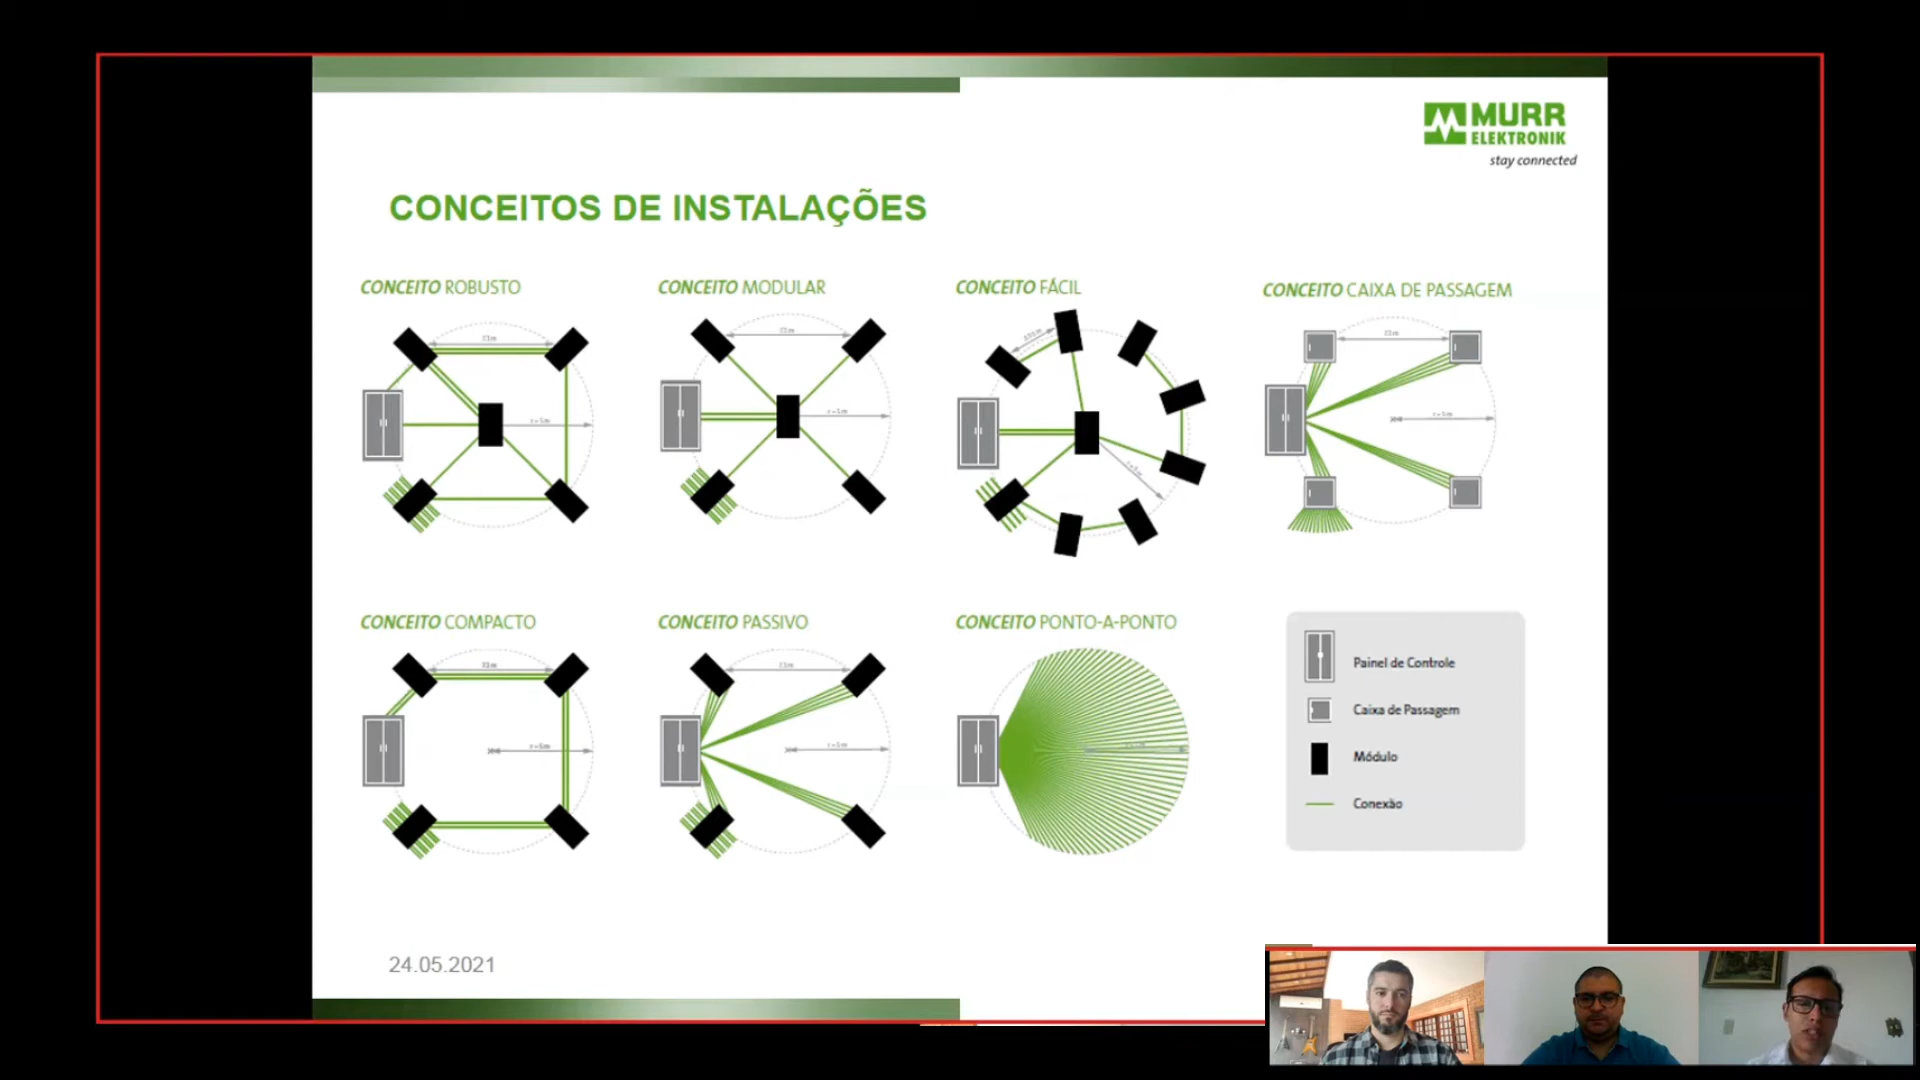 MURR
ELEKTRONIK
stay connected
CONCEITOS DE INSTALAÇÕES
CONCEITO ROBUSTO
CONCEITO MODULAR
CONCEITO FÁCIL
CONCEITO CAIXA DE PASSAGEM
CONCEITO COMPACTO
CONCEITO PASSIVO
CONCEITO PONTO-A-PONTO
Painel de Controle
Caixa de Passagem
Módulo
Conexão
24.05.2021